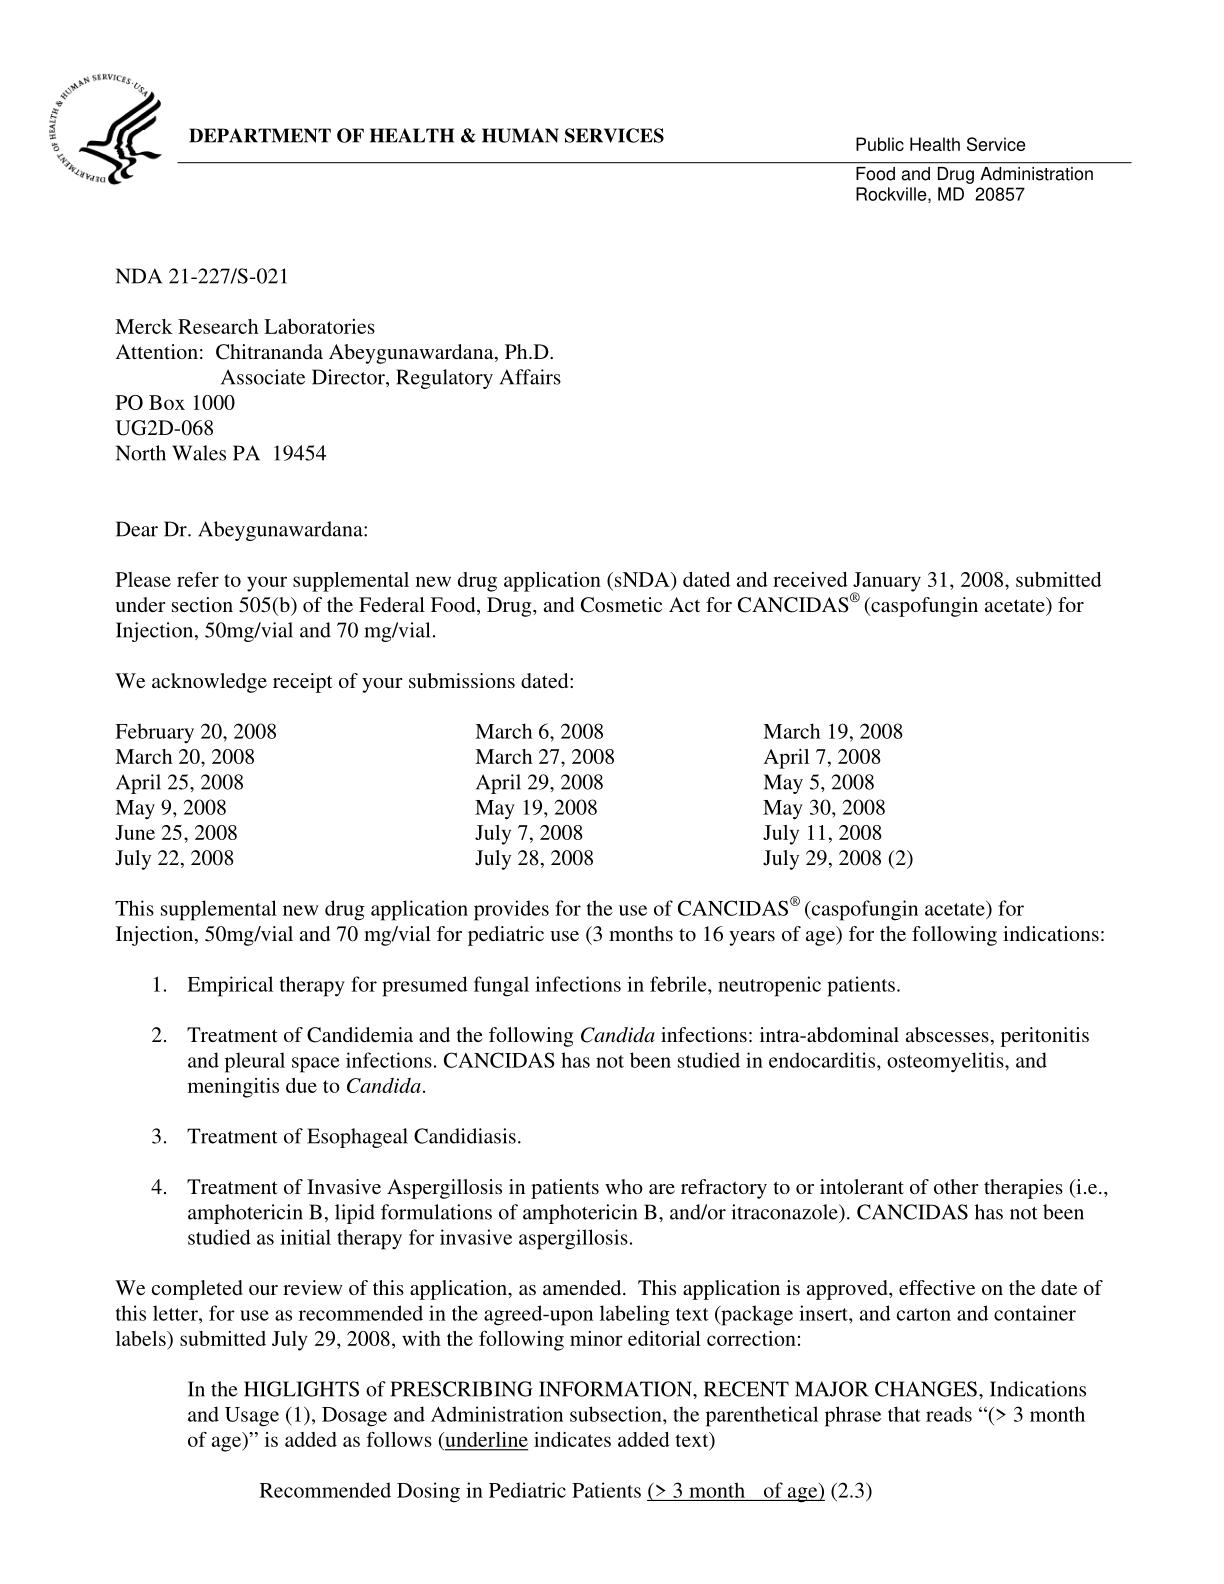 DEPARTMENT OF HEALTH & HUMAN SERVICES·USA
DEPARTMENT OF HEALTH & HUMAN SERVICES
Public Health Service
Food and Drug Administration
Rockville, MD 20857
NDA 21-227/S-021
Merck Research Laboratories
Attention: Chitrananda Abeygunawardana, Ph.D.
Associate Director, Regulatory Affairs
PO Box 1000
UG2D-068
North Wales PA 19454
Dear Dr. Abeygunawardana:
Please refer to your supplemental new drug application (sNDA) dated and received January 31, 2008, submitted
under section 505(b) of the Federal Food, Drug, and Cosmetic Act for CANCIDAS® (caspofungin acetate) for
Injection, 50mg/vial and 70 mg/vial.
We acknowledge receipt of your submissions dated:
February 20, 2008 March 6, 2008 March 19, 2008
March 20, 2008 March 27, 2008 April 7, 2008
April 25, 2008 April 29, 2008 May 5, 2008
May 9, 2008 May 19, 2008 May 30, 2008
June 25, 2008 July 7, 2008 July 11, 2008
July 22, 2008 July 28, 2008 July 29, 2008 (2)
This supplemental new drug application provides for the use of CANCIDAS® (caspofungin acetate) for
Injection, 50mg/vial and 70 mg/vial for pediatric use (3 months to 16 years of age) for the following indications:
1. Empirical therapy for presumed fungal infections in febrile, neutropenic patients.
2. Treatment of Candidemia and the following Candida infections: intra-abdominal abscesses, peritonitis
and pleural space infections. CANCIDAS has not been studied in endocarditis, osteomyelitis, and
meningitis due to Candida.
3. Treatment of Esophageal Candidiasis.
4. Treatment of Invasive Aspergillosis in patients who are refractory to or intolerant of other therapies (i.e.,
amphotericin B, lipid formulations of amphotericin B, and/or itraconazole). CANCIDAS has not been
studied as initial therapy for invasive aspergillosis.
We completed our review of this application, as amended. This application is approved, effective on the date of
this letter, for use as recommended in the agreed-upon labeling text (package insert, and carton and container
labels) submitted July 29, 2008, with the following minor editorial correction:
In the HIGLIGHTS of PRESCRIBING INFORMATION, RECENT MAJOR CHANGES, Indications
and Usage (1), Dosage and Administration subsection, the parenthetical phrase that reads “(> 3 month
of age)” is added as follows (underline indicates added text)
Recommended Dosing in Pediatric Patients (> 3 month of age) (2.3)